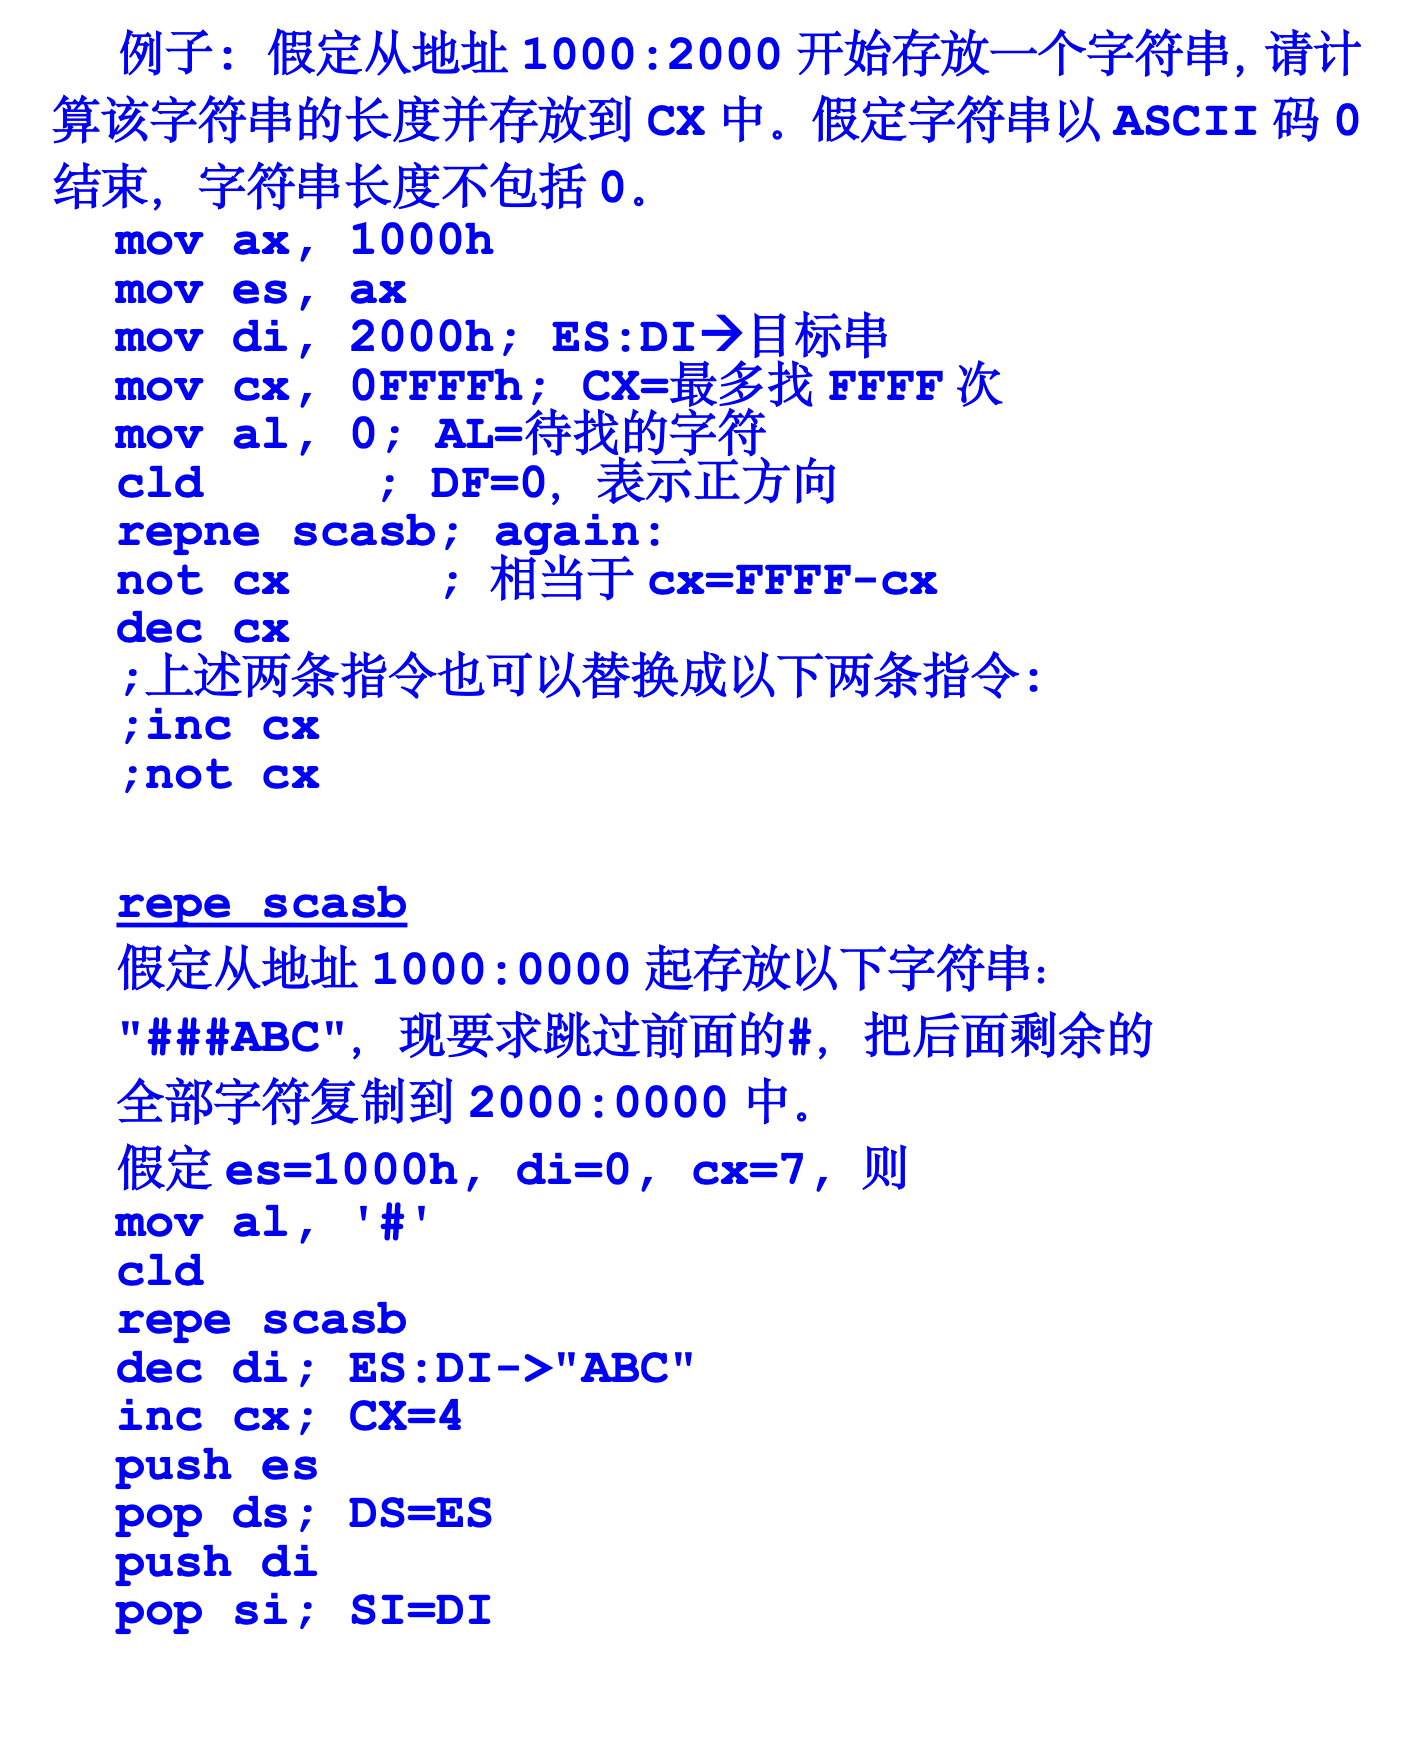 例子: 假定从地址 1000:2000 开始存放一个字符串, 请计
算该字符串的长度并存放到 CX 中。假定字符串以 ASCII 码 0
结束, 字符串长度不包括 0。
mov ax, 1000h
mov es, ax
mov di, 2000h; ES:DI→目标串
mov cx, 0FFFFh; CX=最多找 FFFF 次
mov al, 0; AL=待找的字符
cld      ; DF=0, 表示正方向
repne scasb; again:
not cx     ; 相当于 cx=FFFF-cx
dec cx
;上述两条指令也可以替换成以下两条指令:
;inc cx
;not cx
repe scasb
假定从地址 1000:0000 起存放以下字符串:
"###ABC", 现要求跳过前面的#, 把后面剩余的
全部字符复制到 2000:0000 中。
假定 es=1000h, di=0, cx=7, 则
mov al, '#'
cld
repe scasb
dec di; ES:DI->"ABC"
inc cx; CX=4
push es
pop ds; DS=ES
push di
pop si; SI=DI